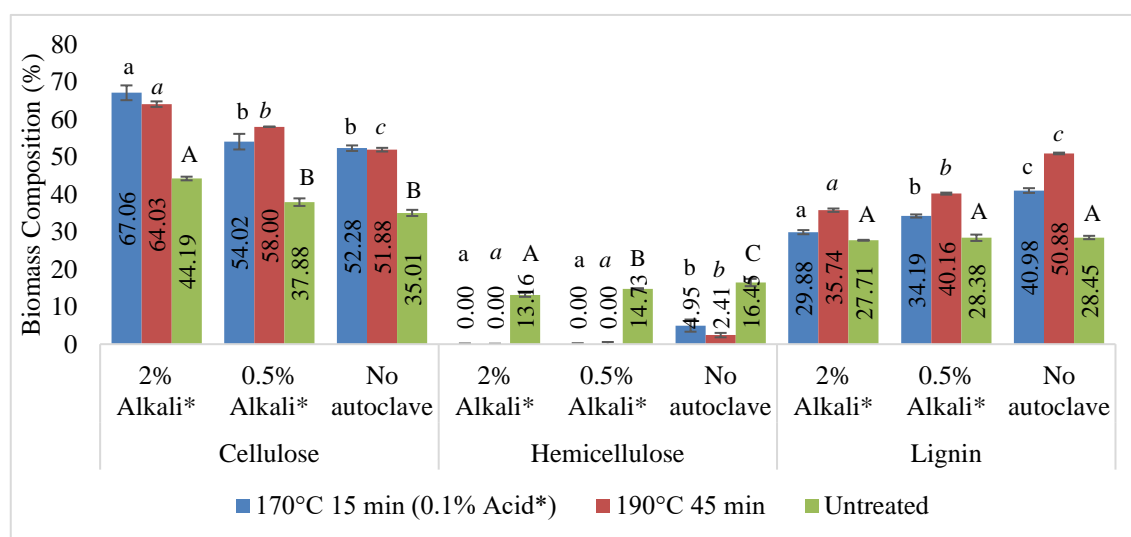 Biomass Composition (%)
80
70
60
50
40
30
20
10
0
a
a
A
b
b
B
b
c
B
a
a
A
a
a
B
b
b
C
a
a
A
b
b
A
c
c
A
67.06
64.03
44.19
54.02
58.00
37.88
52.28
51.88
35.01
0.00
0.00
13.16
0.00
0.00
14.73
4.95
2.41
16.45
29.88
35.74
27.71
34.19
40.16
28.38
40.98
50.88
28.45
2% 0.5% No 2% 0.5% No 2% 0.5% No
Alkali* Alkali* autoclave Alkali* Alkali* autoclave Alkali* Alkali* autoclave
Cellulose Hemicellulose Lignin
170°C 15 min (0.1% Acid*) 190°C 45 min Untreated